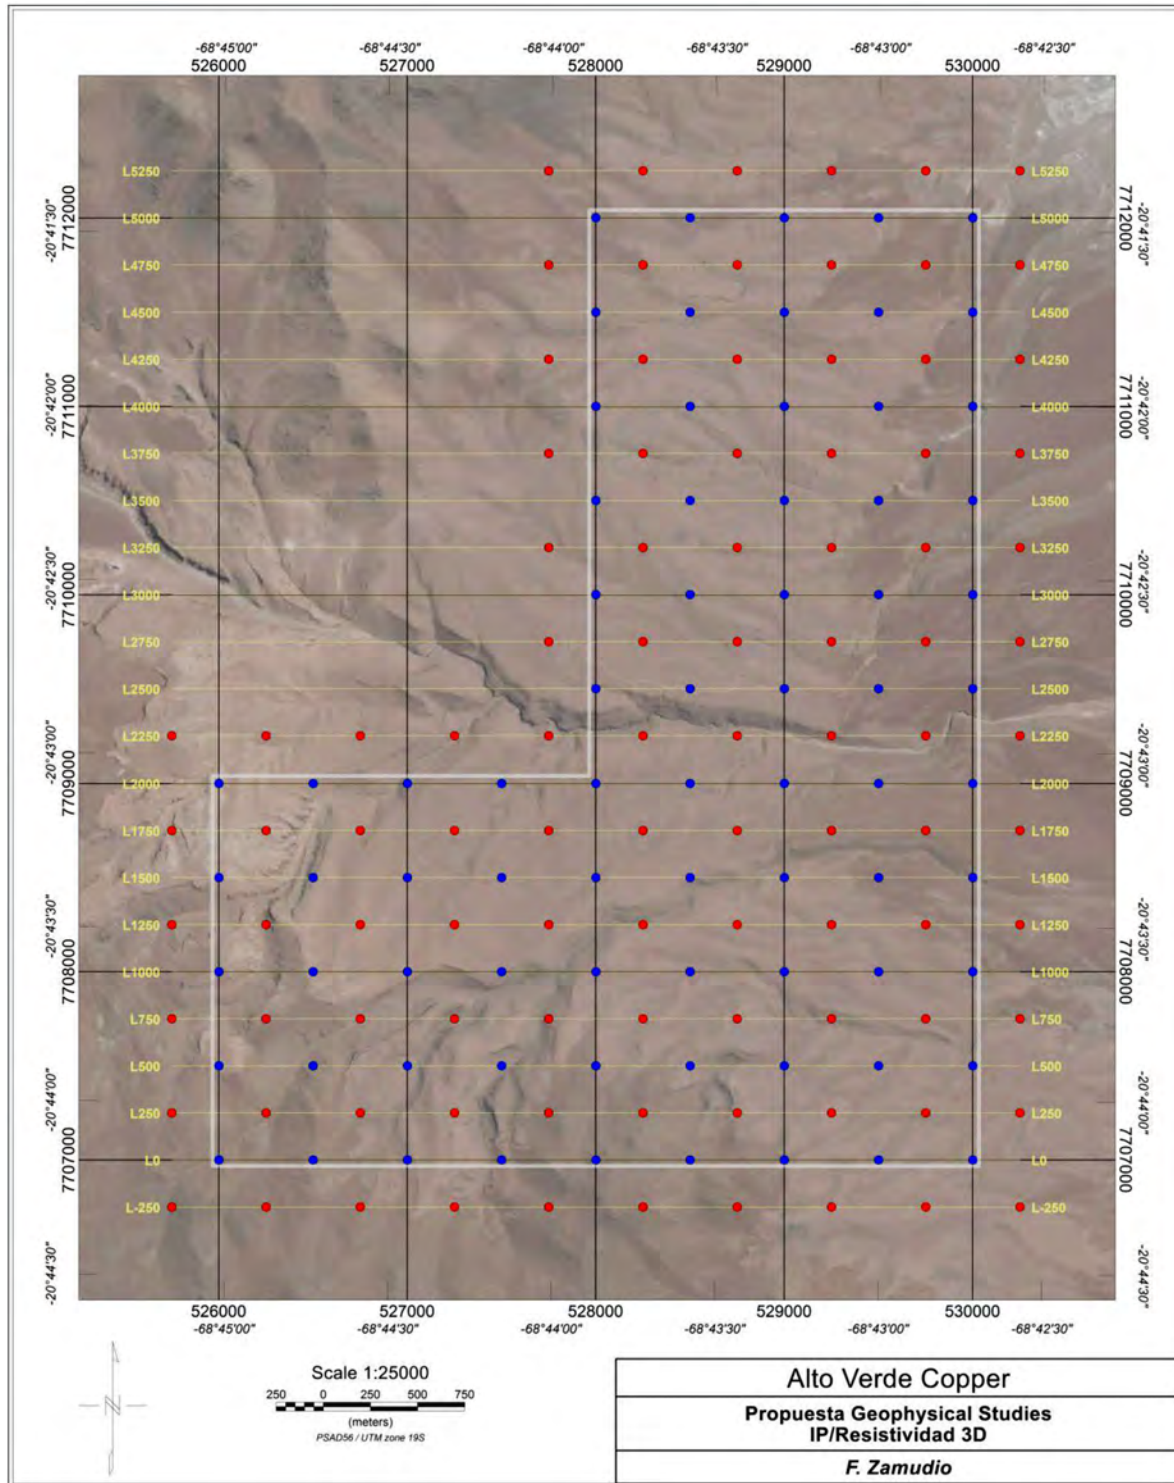 -68°45'00" -68°44'30" -68°44'00" -68°43'30" -68°43'00" -68°42'30"
526000 527000 528000 529000 530000
L5250 L5250
7712000 L5000 L5000 7712000
-20°41'30" -20°41'30"
L4750 L4750
L4500 L4500
L4250 L4250
7711000 L4000 L4000 7711000
-20°42'00" -20°42'00"
L3750 L3750
L3500 L3500
L3250 L3250
-20°42'30" -20°42'30"
7710000 L3000 L3000 7710000
L2750 L2750
L2500 L2500
L2250 L2250
-20°43'00" -20°43'00"
7709000 L2000 L2000 7709000
L1750 L1750
L1500 L1500
L1250 L1250
-20°43'30" -20°43'30"
7708000 L1000 L1000 7708000
L750 L750
L500 L500
L250 L250
-20°44'00" -20°44'00"
7707000 L0 L0 7707000
L-250 L-250
-20°44'30" -20°44'30"
526000 527000 528000 529000 530000
-68°45'00" -68°44'30" -68°44'00" -68°43'30" -68°43'00" -68°42'30"
N
Scale 1:25000
250 0 250 500 750
(meters)
PSAD56 / UTM zone 19S
Alto Verde Copper
Propuesta Geophysical Studies
IP/Resistividad 3D
F. Zamudio